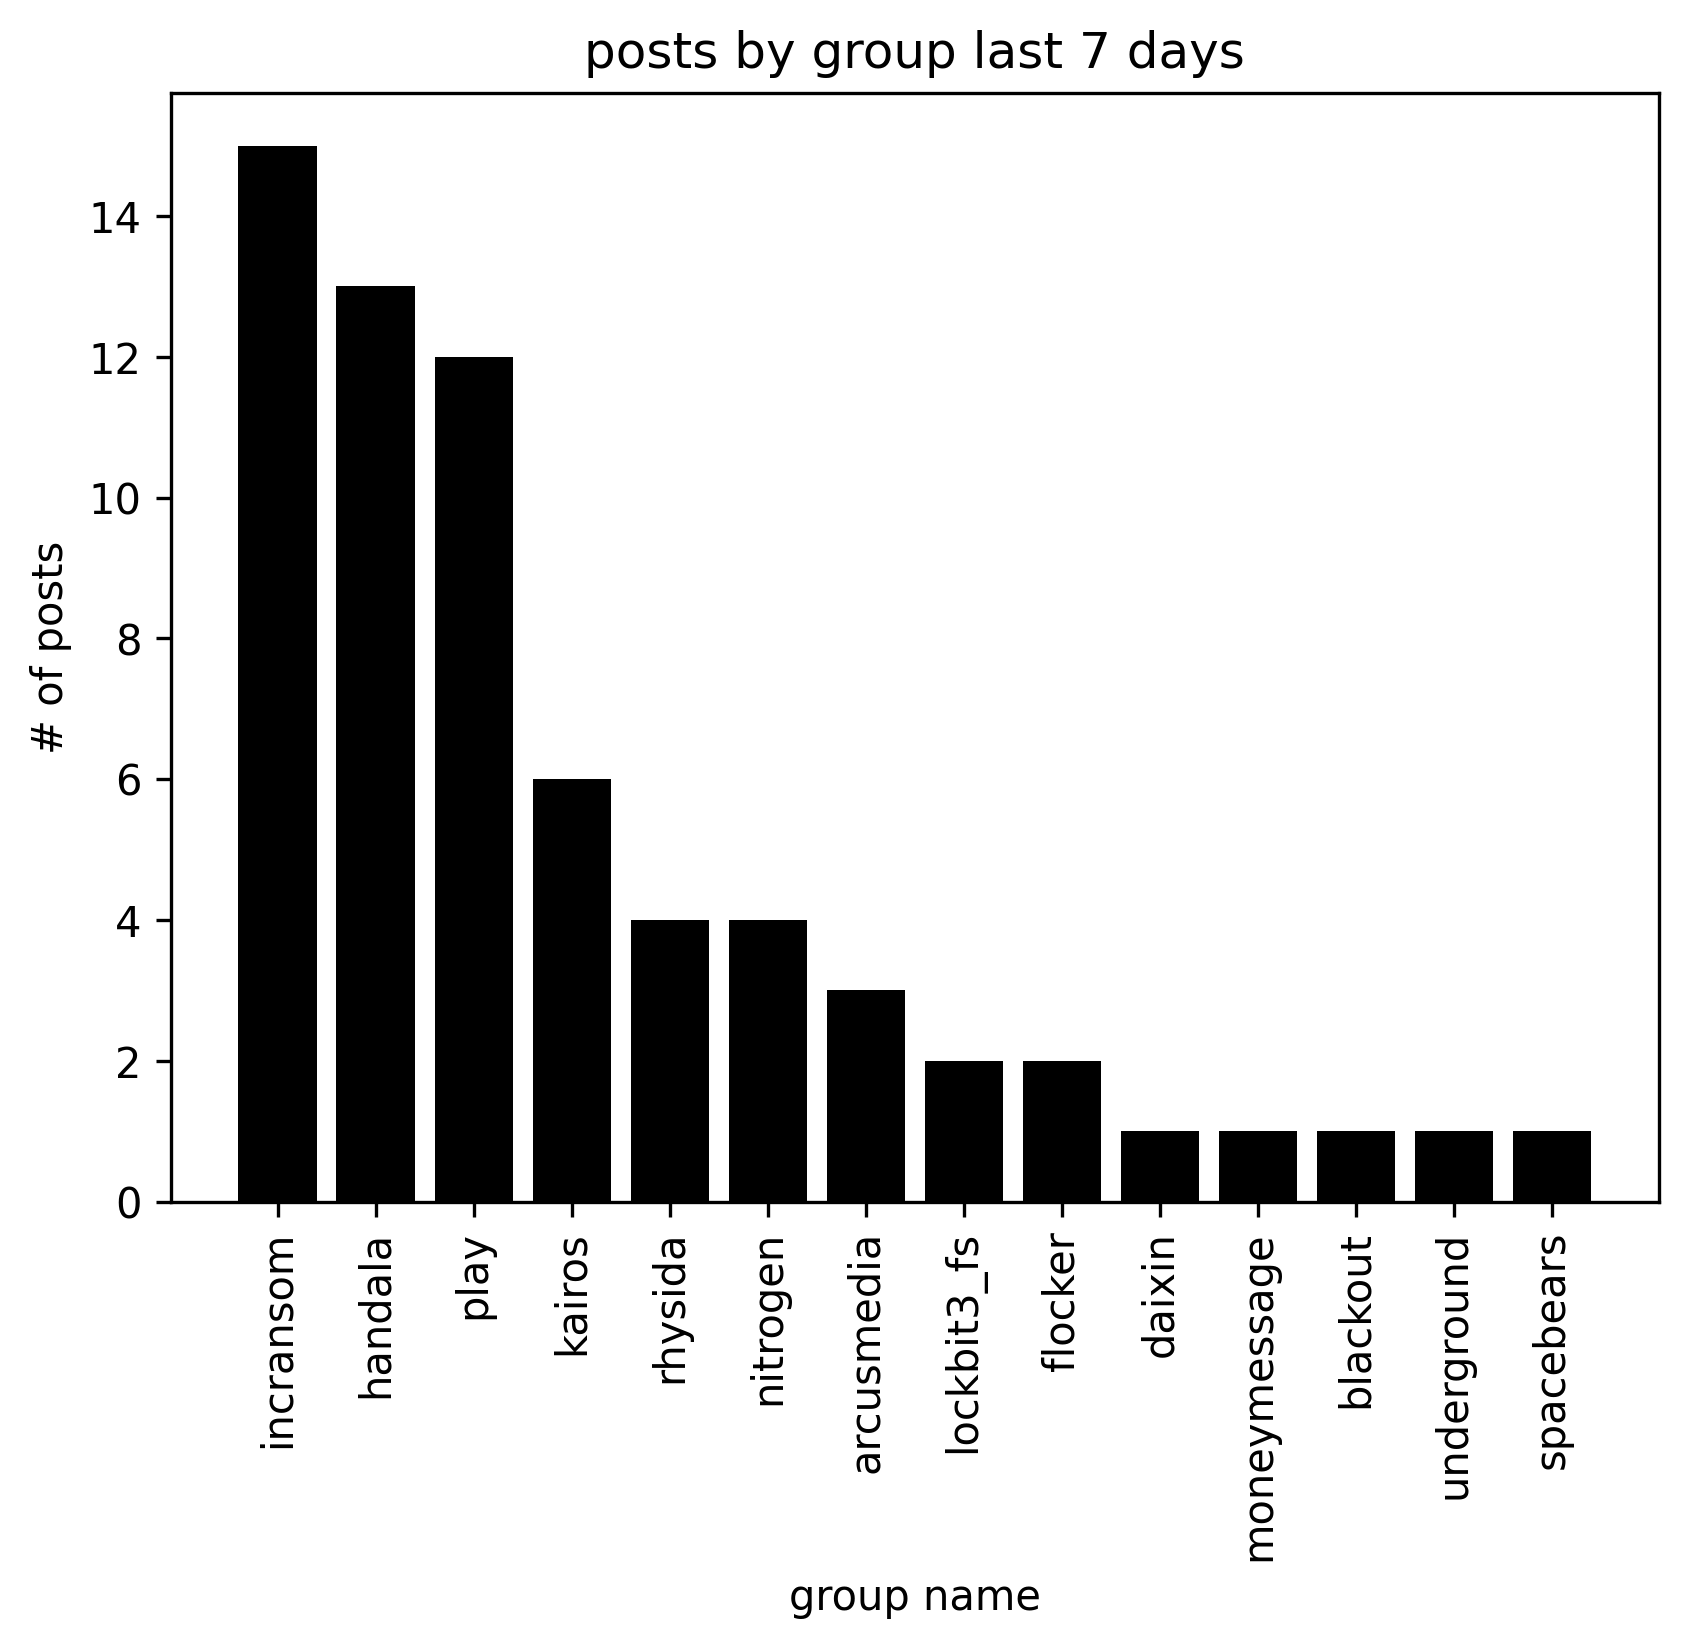 posts by group last 7 days
# of posts
14
12
10
8
6
4
2
0
incransom
handala
play
kairos
rhysida
nitrogen
arcusmedia
lockbit3_fs
flocker
daixin
moneymessage
blackout
underground
spacebears
group name